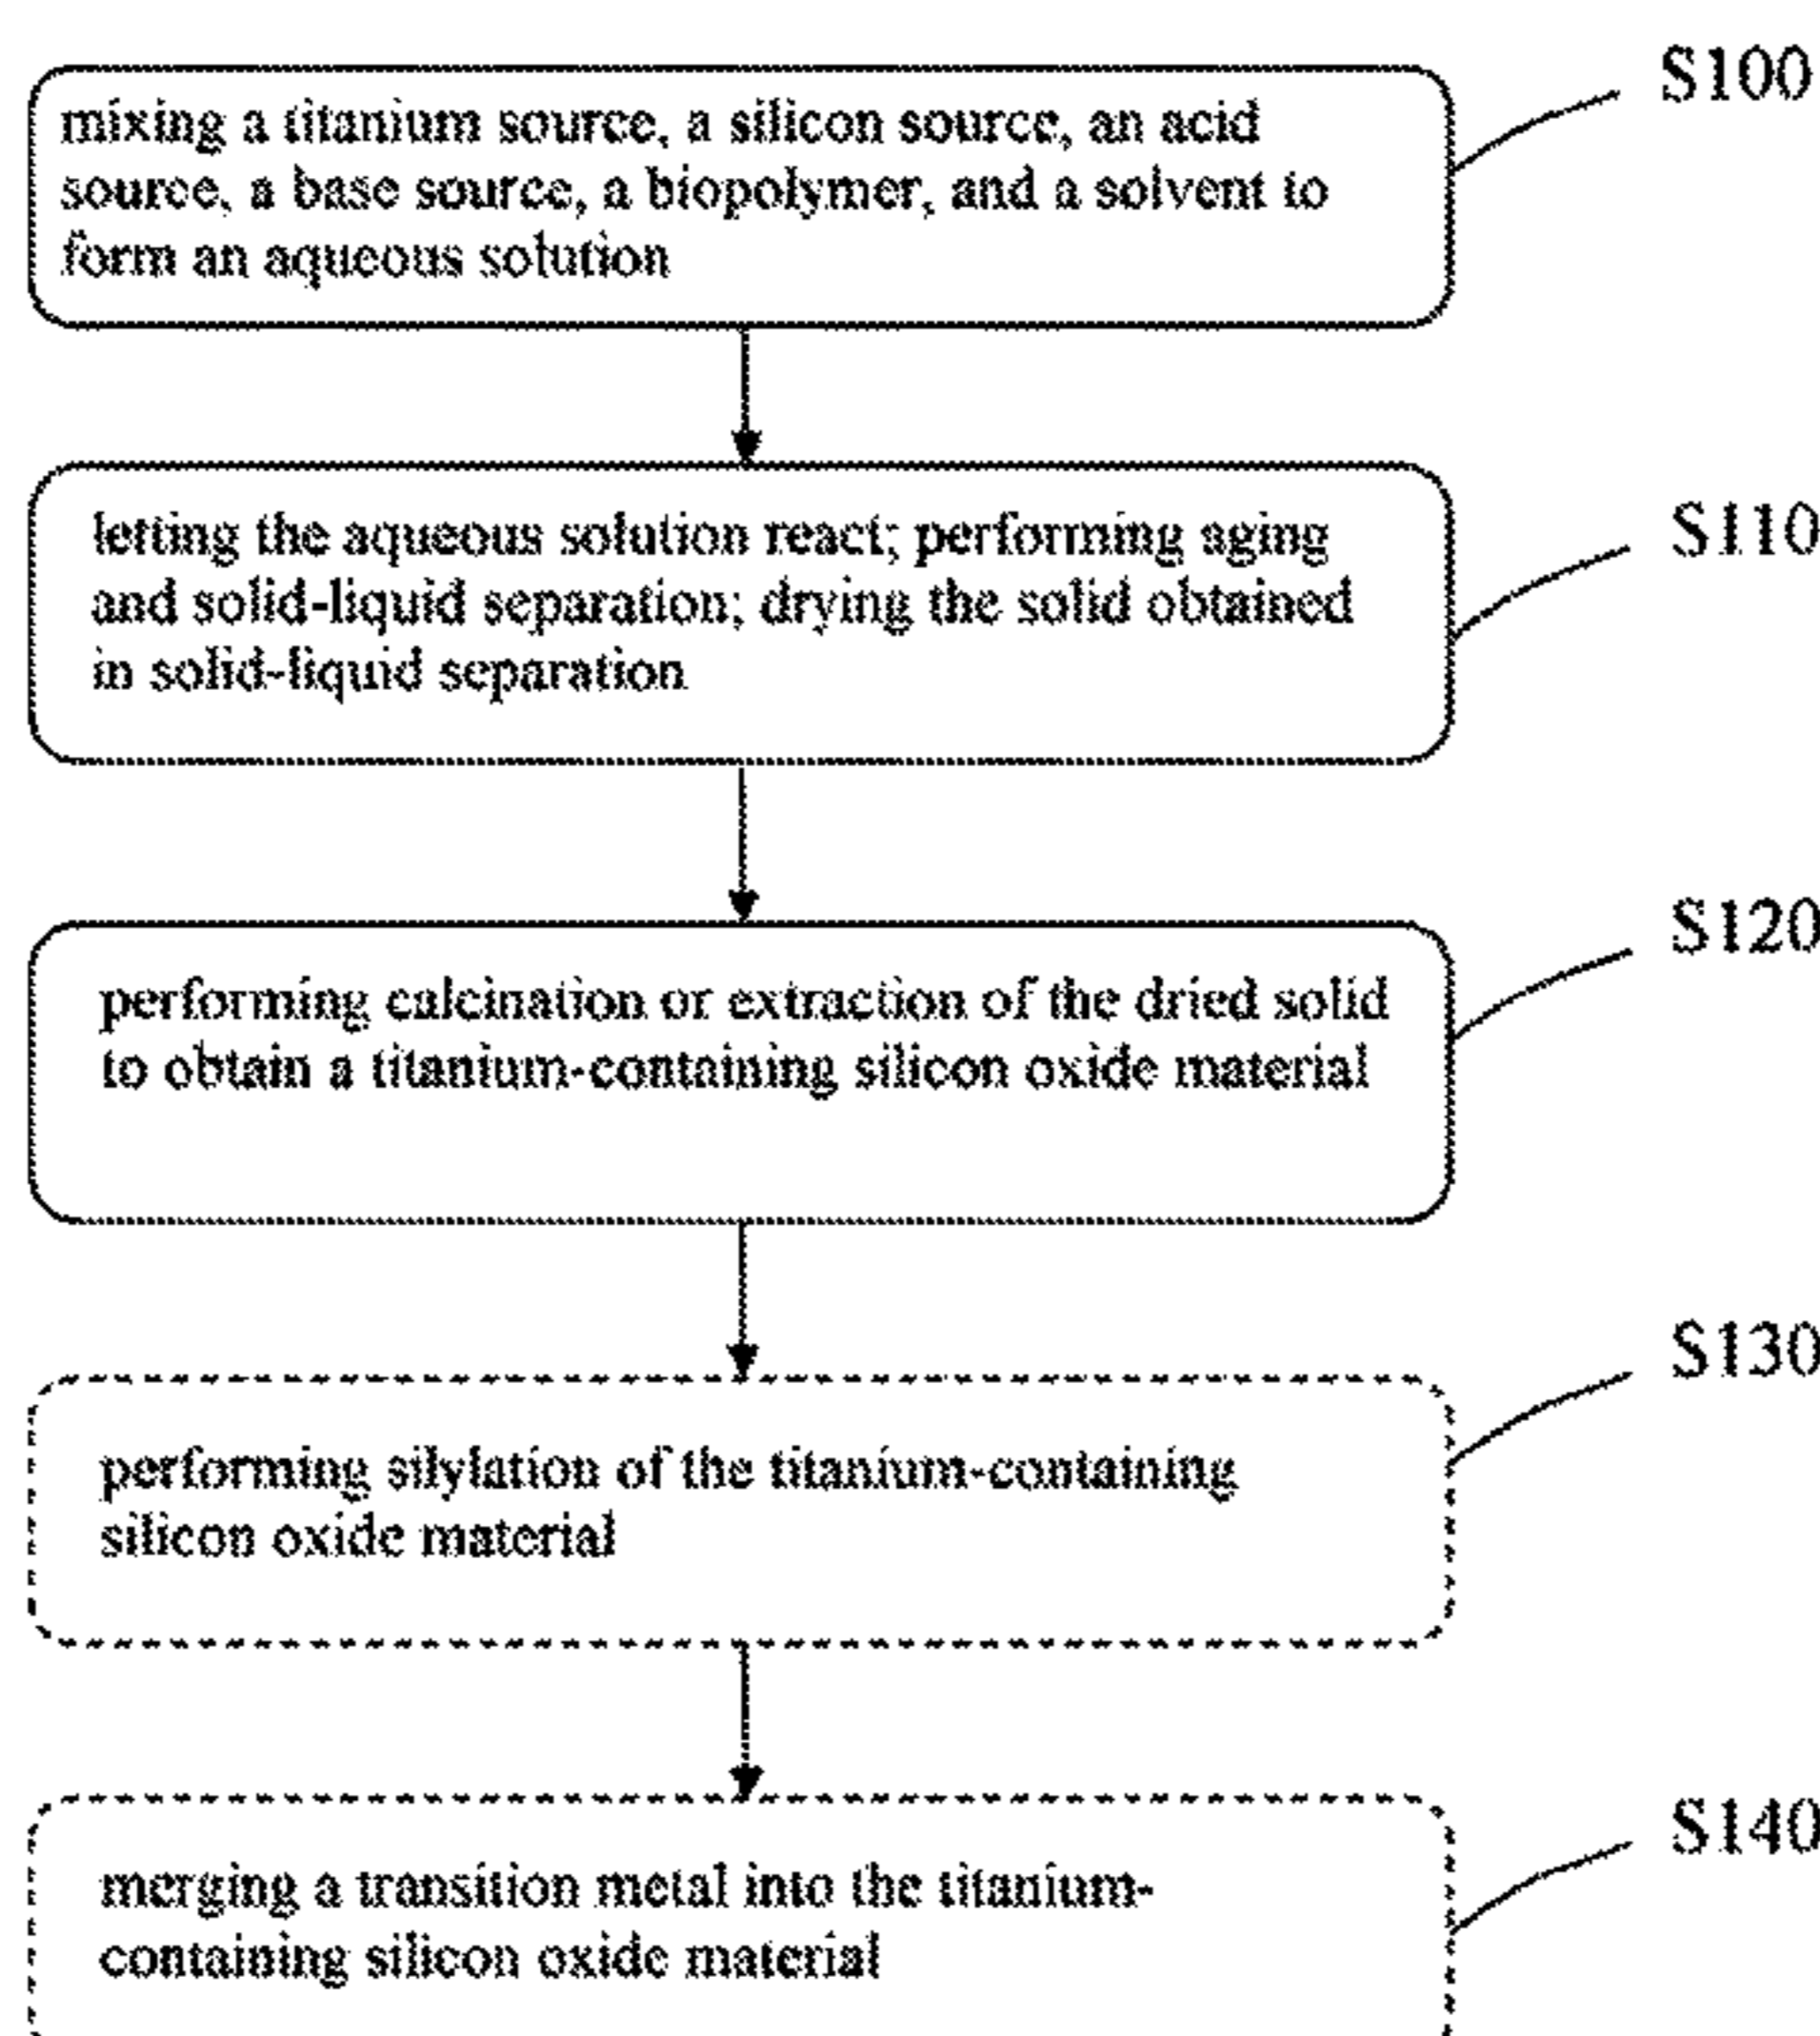 S100
mixing a titanium source, a silicon source, an acid
source, a base source, a biopolymer, and a solvent to
form an aqueous solution
S110
letting the aqueous solution react; performing aging
and solid-liquid separation; drying the solid obtained
in solid-liquid separation
S120
performing calcination or extraction of the dried solid
to obtain a titanium-containing silicon oxide material
S130
performing silylation of the titanium-containing
silicon oxide material
S140
merging a transition metal into the titanium-
containing silicon oxide material